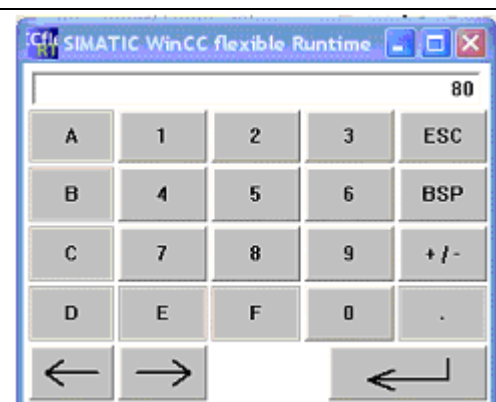 SIMATIC WinCC flexible Runtime
80
A 1 2 3 ESC
B 4 5 6 BSP
C 7 8 9 +/-
D E F 0 .